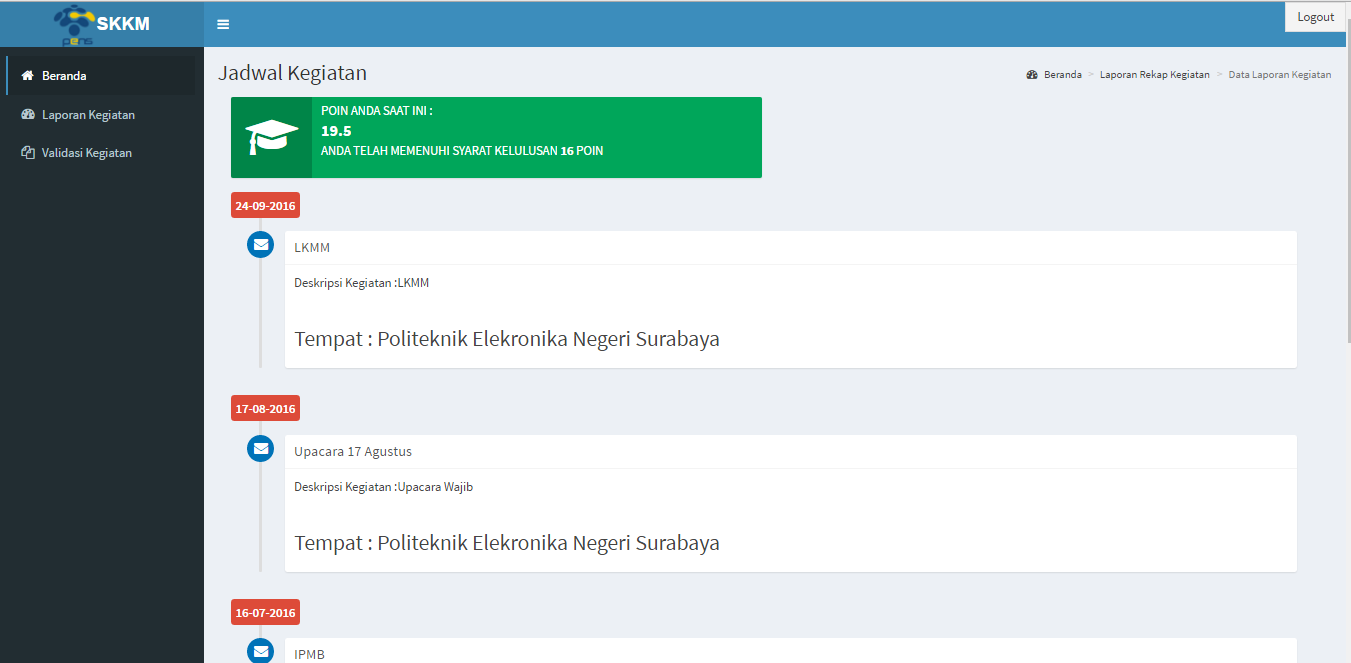 SKKM
pens
Logout
Beranda
Laporan Kegiatan
Validasi Kegiatan
Jadwal Kegiatan
Beranda > Laporan Rekap Kegiatan > Data Laporan Kegiatan
POIN ANDA SAAT INI :
19.5
ANDA TELAH MEMENUHI SYARAT KELULUSAN 16 POIN
24-09-2016
LKMM
Deskripsi Kegiatan :LKMM
Tempat : Politeknik Elekronika Negeri Surabaya
17-08-2016
Upacara 17 Agustus
Deskripsi Kegiatan :Upacara Wajib
Tempat : Politeknik Elekronika Negeri Surabaya
16-07-2016
IPMB